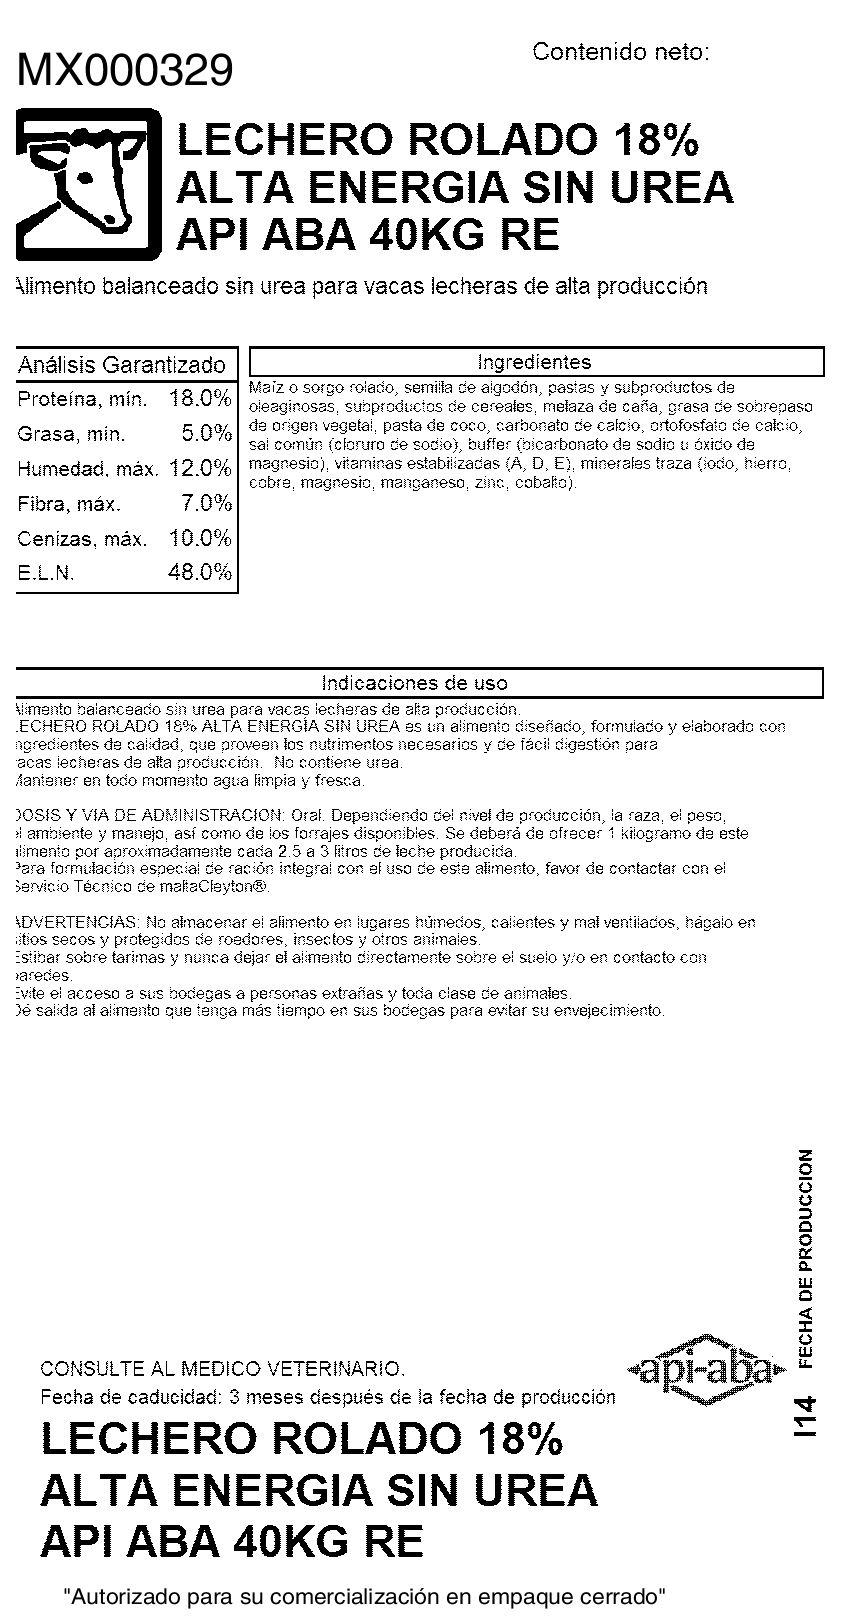 Contenido neto:
MX000329
LECHERO ROLADO 18%
ALTA ENERGIA SIN UREA
API ABA 40KG RE
Alimento balanceado sin urea para vacas lecheras de alta producción
Análisis Garantizado
Proteína, mín. 18.0%
Grasa, mín. 5.0%
Humedad, máx. 12.0%
Fibra, máx. 7.0%
Cenizas, máx. 10.0%
E.L.N. 48.0%
Ingredientes
Maíz o sorgo rolado, semilla de algodón, pastas y subproductos de
oleaginosas, subproductos de cereales, melaza de caña, grasa de sobrepaso
de origen vegetal, pasta de coco, carbonato de calcio, ortofosfato de calcio,
sal común (cloruro de sodio), buffer (bicarbonato de sodio u óxido de
magnesio), vitaminas estabilizadas (A, D, E), minerales traza (iodo, hierro,
cobre, magnesio, manganeso, zinc, cobalto).
Indicaciones de uso
Alimento balanceado sin urea para vacas lecheras de alta producción.
LECHERO ROLADO 18% ALTA ENERGÍA SIN UREA es un alimento diseñado, formulado y elaborado con
ingredientes de calidad, que proveen los nutrimentos necesarios y de fácil digestión para
vacas lecheras de alta producción. No contiene urea.
Mantener en todo momento agua limpia y fresca.
DOSIS Y VIA DE ADMINISTRACION: Oral. Dependiendo del nivel de producción, la raza, el peso,
el ambiente y manejo, así como de los forrajes disponibles. Se deberá de ofrecer 1 kilogramo de este
alimento por aproximadamente cada 2.5 a 3 litros de leche producida.
Para formulación especial de ración integral con el uso de este alimento, favor de contactar con el
Servicio Técnico de maltaCleyton®.
ADVERTENCIAS: No almacenar el alimento en lugares húmedos, calientes y mal ventilados, hágalo en
sitios secos y protegidos de roedores, insectos y otros animales.
Estibar sobre tarimas y nunca dejar el alimento directamente sobre el suelo y/o en contacto con
paredes.
Evite el acceso a sus bodegas a personas extrañas y toda clase de animales.
Dé salida al alimento que tenga más tiempo en sus bodegas para evitar su envejecimiento.
FECHA DE PRODUCCION
I14
api-aba
CONSULTE AL MEDICO VETERINARIO.
Fecha de caducidad: 3 meses después de la fecha de producción
LECHERO ROLADO 18%
ALTA ENERGIA SIN UREA
API ABA 40KG RE
"Autorizado para su comercialización en empaque cerrado"